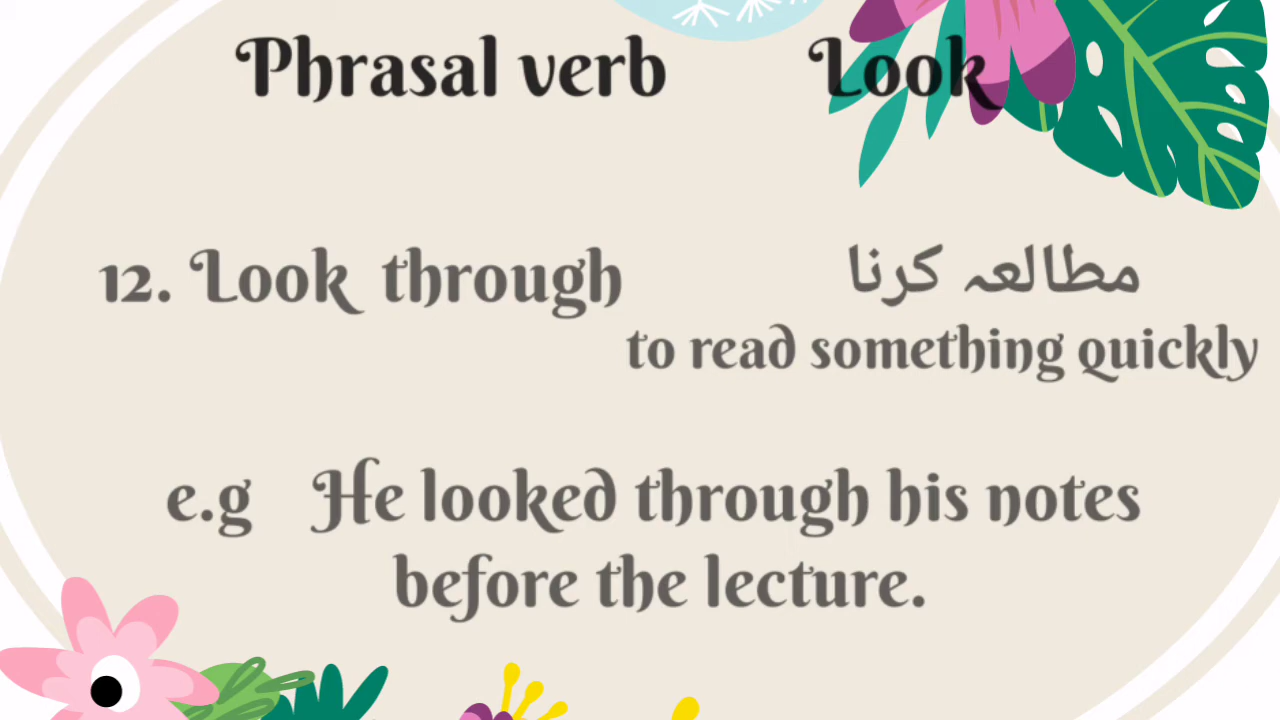 Phrasal verb Look
12. Look through مطالعہ کرنا
to read something quickly
e.g He looked through his notes
before the lecture.